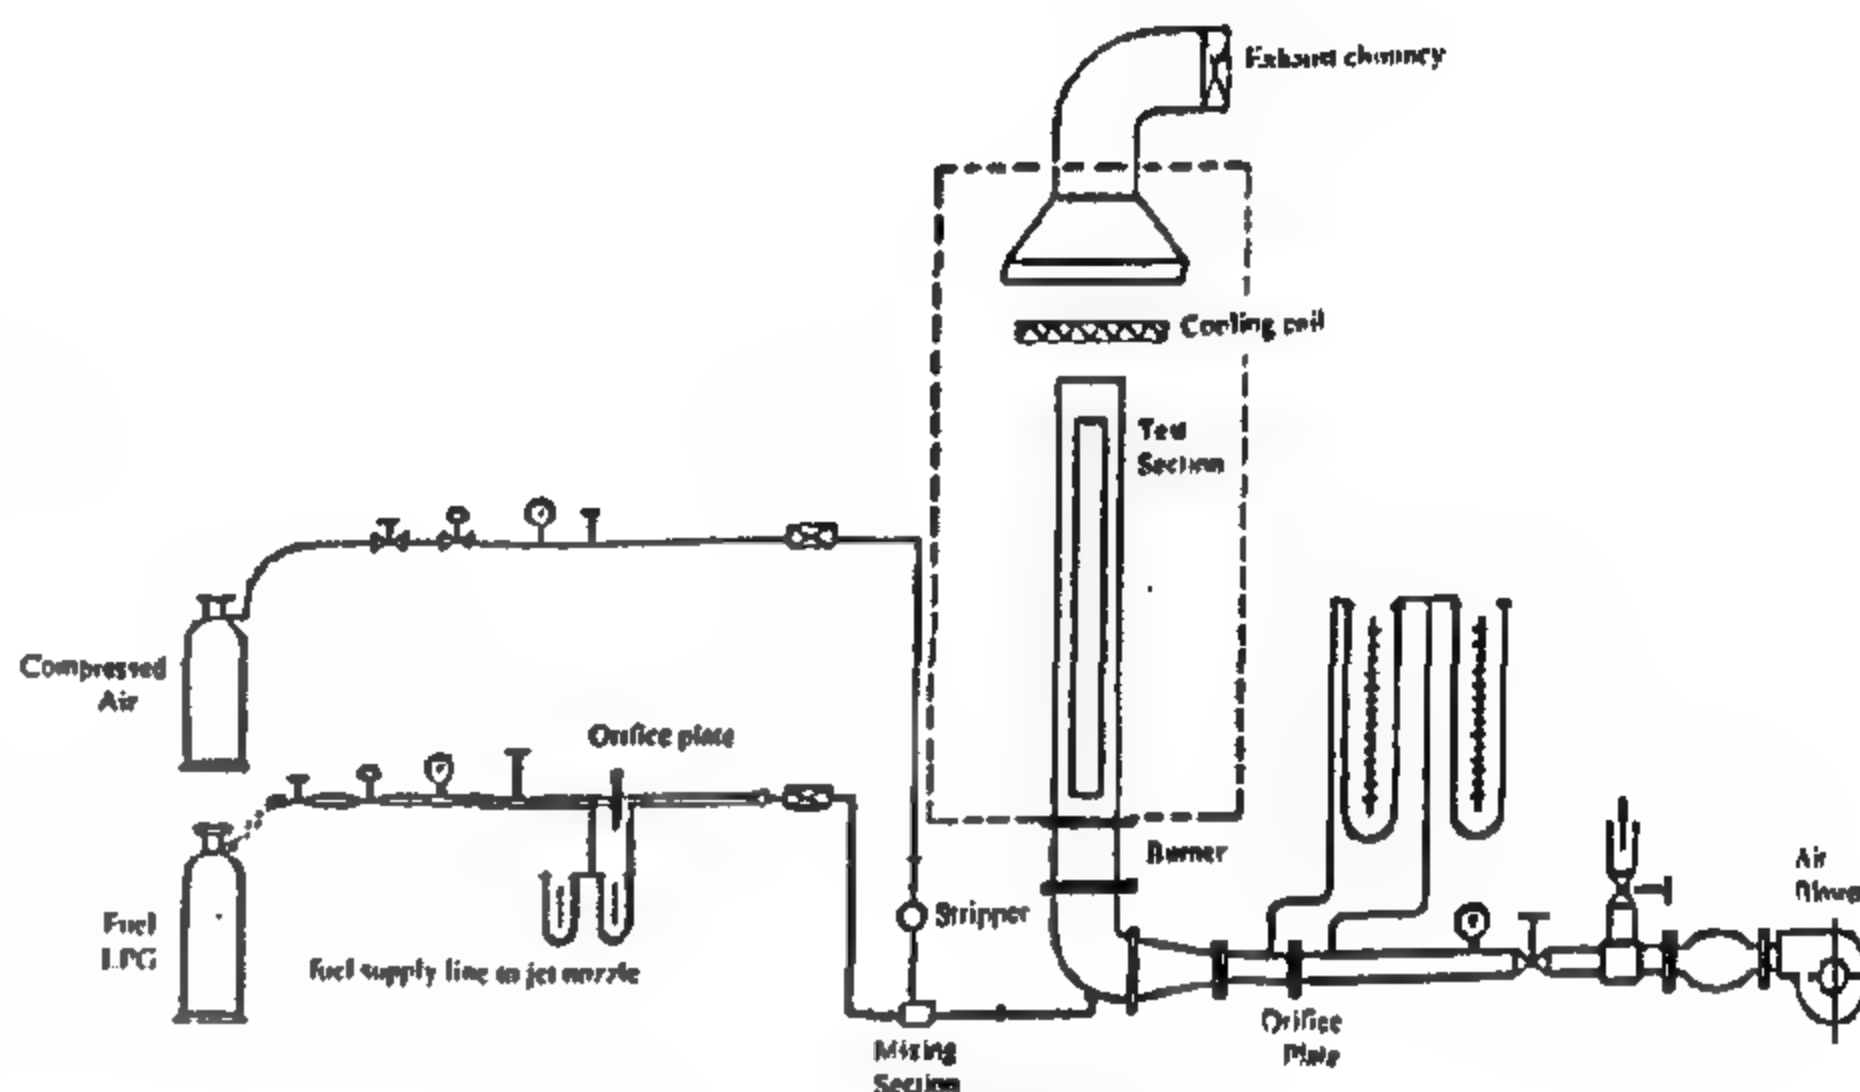 Exhaust chimney
Cooling coil
Test
Section
Compressed
Air
Orifice plate
Burner
Air
Fuel
LPG
Stripper
fuel supply line to jet nozzle
Orifice
Plate
Mixing
Section